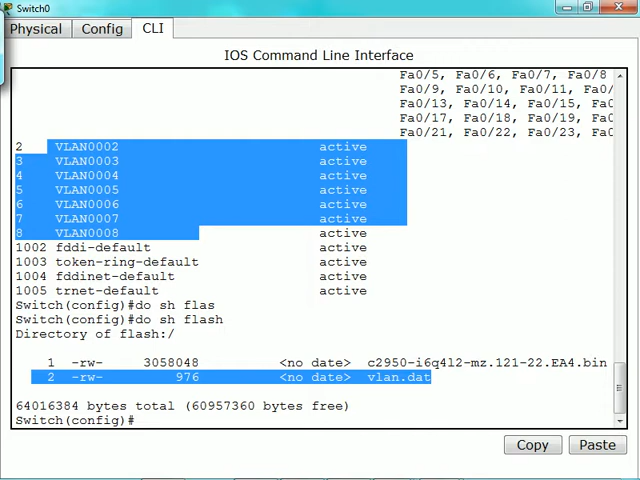 Switch0
Physical Config CLI
IOS Command Line Interface
Fa0/5, Fa0/6, Fa0/7, Fa0/8
Fa0/9, Fa0/10, Fa0/11, Fa0/
Fa0/13, Fa0/14, Fa0/15, Fa0
Fa0/17, Fa0/18, Fa0/19, Fa0
Fa0/21, Fa0/22, Fa0/23, Fa0
2 VLAN0002 active
3 VLAN0003 active
4 VLAN0004 active
5 VLAN0005 active
6 VLAN0006 active
7 VLAN0007 active
8 VLAN0008 active
1002 fddi-default active
1003 token-ring-default active
1004 fddinet-default active
1005 trnet-default active
Switch(config)#do sh flas
Switch(config)#do sh flash
Directory of flash:/
1 -rw- 3058048 <no date> c2950-i6q4l2-mz.121-22.EA4.bin
2 -rw- 976 <no date> vlan.dat
64016384 bytes total (60957360 bytes free)
Switch(config)#
Copy Paste